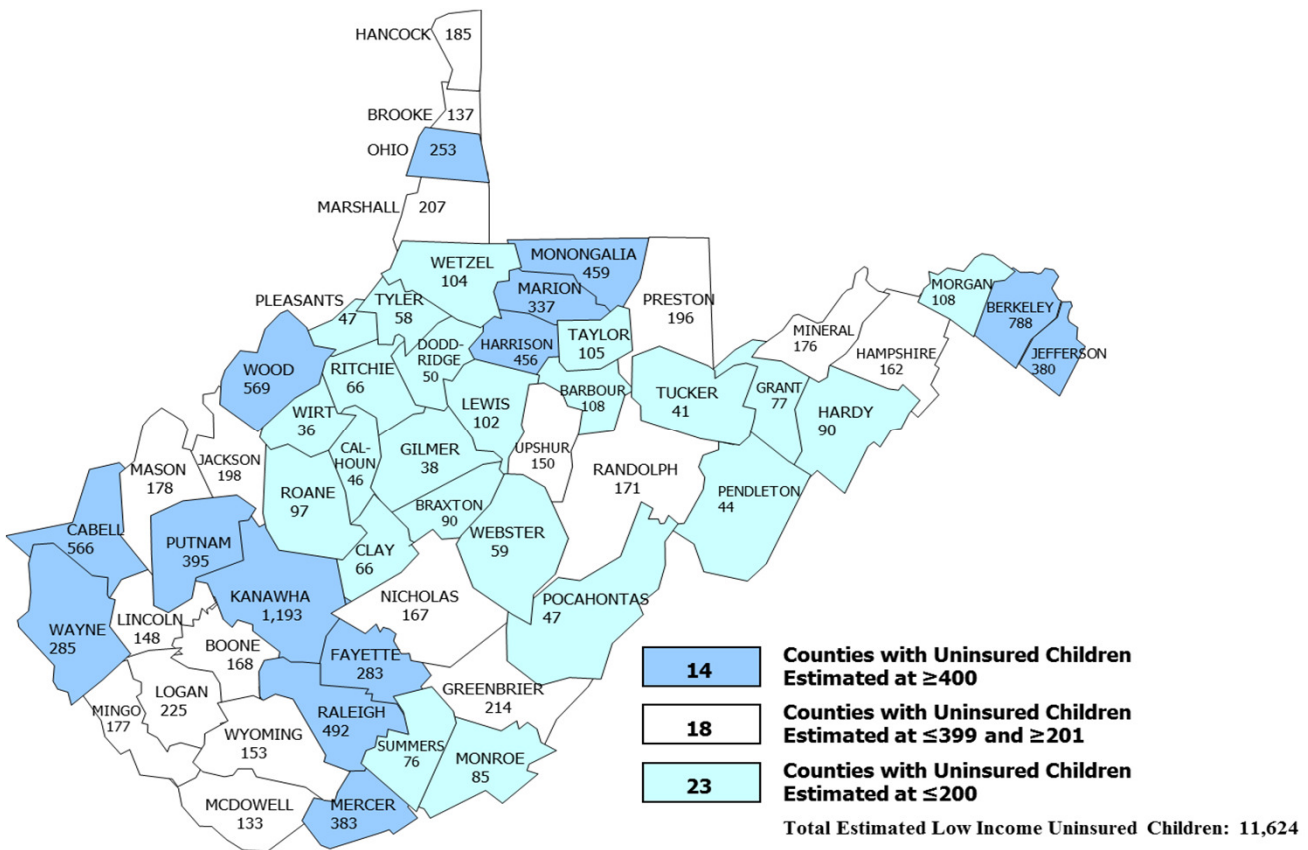 HANCOCK 185
BROOKE 137
OHIO 253
MARSHALL 207
WETZEL
104
MONONGALIA
459
MARION
337
PRESTON
196
MORGAN
108
BERKELEY
788
JEFFERSON
380
PLEASANTS
47
TYLER
58
DODD-
RIDGE
50
HARRISON
456
TAYLOR
105
MINERAL
176
HAMPSHIRE
162
WOOD
569
RITCHIE
66
WIRT
36
LEWIS
102
BARBOUR
108
TUCKER
41
GRANT
77
HARDY
90
MASON
178
JACKSON
198
CAL-
HOUN
46
GILMER
38
UPSHUR
150
RANDOLPH
171
PENDLETON
44
ROANE
97
BRAXTON
90
WEBSTER
59
CABELL
566
PUTNAM
395
CLAY
66
KANAWHA
1,193
NICHOLAS
167
POCAHONTAS
47
WAYNE
285
LINCOLN
148
BOONE
168
FAYETTE
283
GREENBRIER
214
MINGO
177
LOGAN
225
RALEIGH
492
WYOMING
153
SUMMERS
76
MONROE
85
MCDOWELL
133
MERCER
383
14 Counties with Uninsured Children
Estimated at ≥400
18 Counties with Uninsured Children
Estimated at ≤399 and ≥201
23 Counties with Uninsured Children
Estimated at ≤200
Total Estimated Low Income Uninsured Children: 11,624